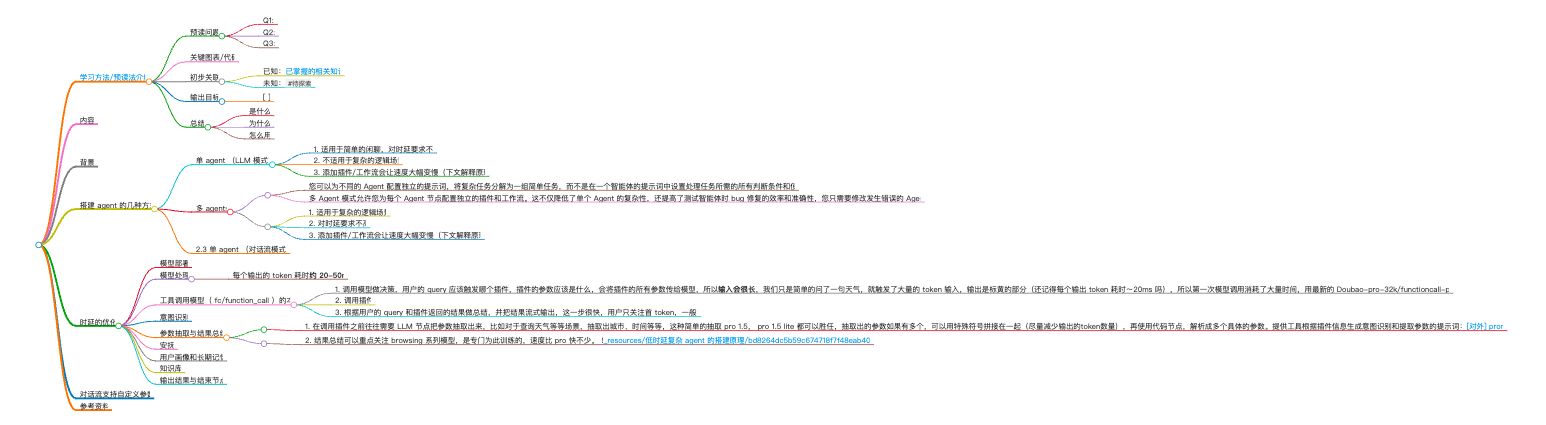 学习方法/预读法介
预读问题
Q1:
Q2:
Q3:
关键图表/代
初步关联
已知: 已掌握的相关知
未知: #待探索
输出目标
[ ]
总结
是什么
为什么
怎么用
内容
背景
搭建 agent 的几种方
单 agent （LLM 模式
1. 适用于简单的闲聊，对时延要求不
2. 不适用于复杂的逻辑场
3. 添加插件/工作流会让速度大幅变慢（下文解释原
多 agent
您可以为不同的 Agent 配置独立的提示词，将复杂任务分解为一组简单任务，而不是在一个智能体的提示词中设置处理任务所需的所有判断条件和
多 Agent 模式允许您为每个 Agent 节点配置独立的插件和工作流，这不仅降低了单个 Agent 的复杂性，还提高了测试智能体时 bug 修复的效率和准确性，您只需要修改发生错误的 Age
1. 适用于复杂的逻辑场
2. 对时延要求不
3. 添加插件/工作流会让速度大幅变慢（下文解释原
2.3 单 agent （对话流模式
时延的优化
模型部署
模型处理
每个输出的 token 耗时约 20-50
工具调用模型（ fc/function_call ）的
1. 调用模型做决策，用户的 query 应该触发哪个插件，插件的参数应该是什么，会将插件的所有参数传给模型，所以输入会很长，我们只是简单的问了一句天气，就触发了大量的 token 输入，输出是标黄的部分（还记得每个输出 token 耗时～20ms 吗），所以第一次模型调用消耗了大量时间，用最新的 Doubao-pro-32k/functioncall-p
2. 调用插件
3. 根据用户的 query 和插件返回的结果做总结，并把结果流式输出，这一步很快，用户只关注首 token，一般
意图识别
参数抽取与结果总
1. 在调用插件之前往往需要 LLM 节点把参数抽取出来，比如对于查询天气等等场景，抽取出城市、时间等等，这种简单的抽取 pro 1.5， pro 1.5 lite 都可以胜任，抽取出的参数如果有多个，可以用特殊符号拼接在一起（尽量减少输出的token数量），再使用代码节点，解析成多个具体的参数。提供工具根据插件信息生成意图识别和提取参数的提示词：[对外] pror
2. 结果总结可以重点关注 browsing 系列模型，是专门为此训练的，速度比 pro 快不少， !_resources/低时延复杂 agent 的搭建原理/bd8264dc5b59c674718f7f48eab40
安抚
用户画像和长期记
知识库
输出结果与结束节
对话流支持自定义参
参考资料